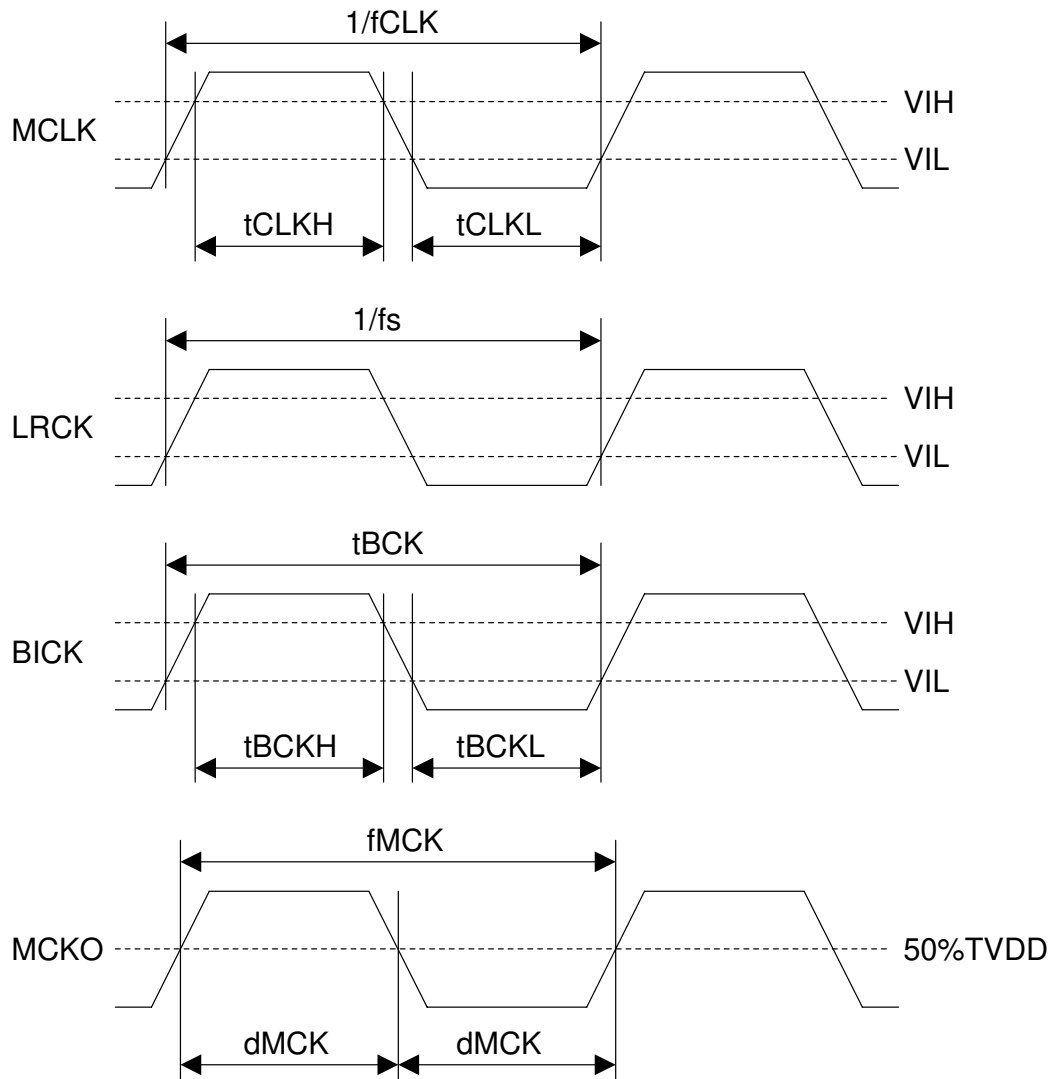 1/fCLK
VIH
MCLK
VIL
tCLKH tCLKL
1/fs
VIH
LRCK
VIL
tBCK
VIH
BICK
VIL
tBCKH tBCKL
fMCK
MCKO 50%TVDD
dMCK dMCK